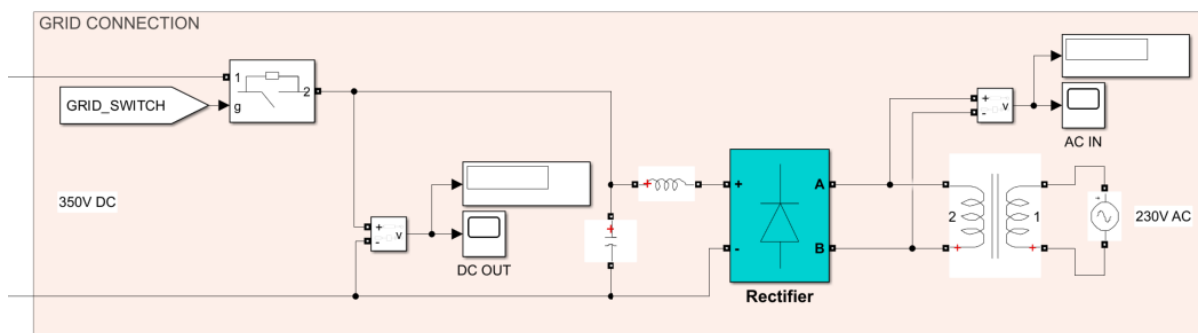 GRID CONNECTION
1
2
g
GRID_SWITCH
350V DC
+
-
v
DC OUT
+
+
+
-
A
B
Rectifier
+
-
v
AC IN
2
1
+
+
+
230V AC